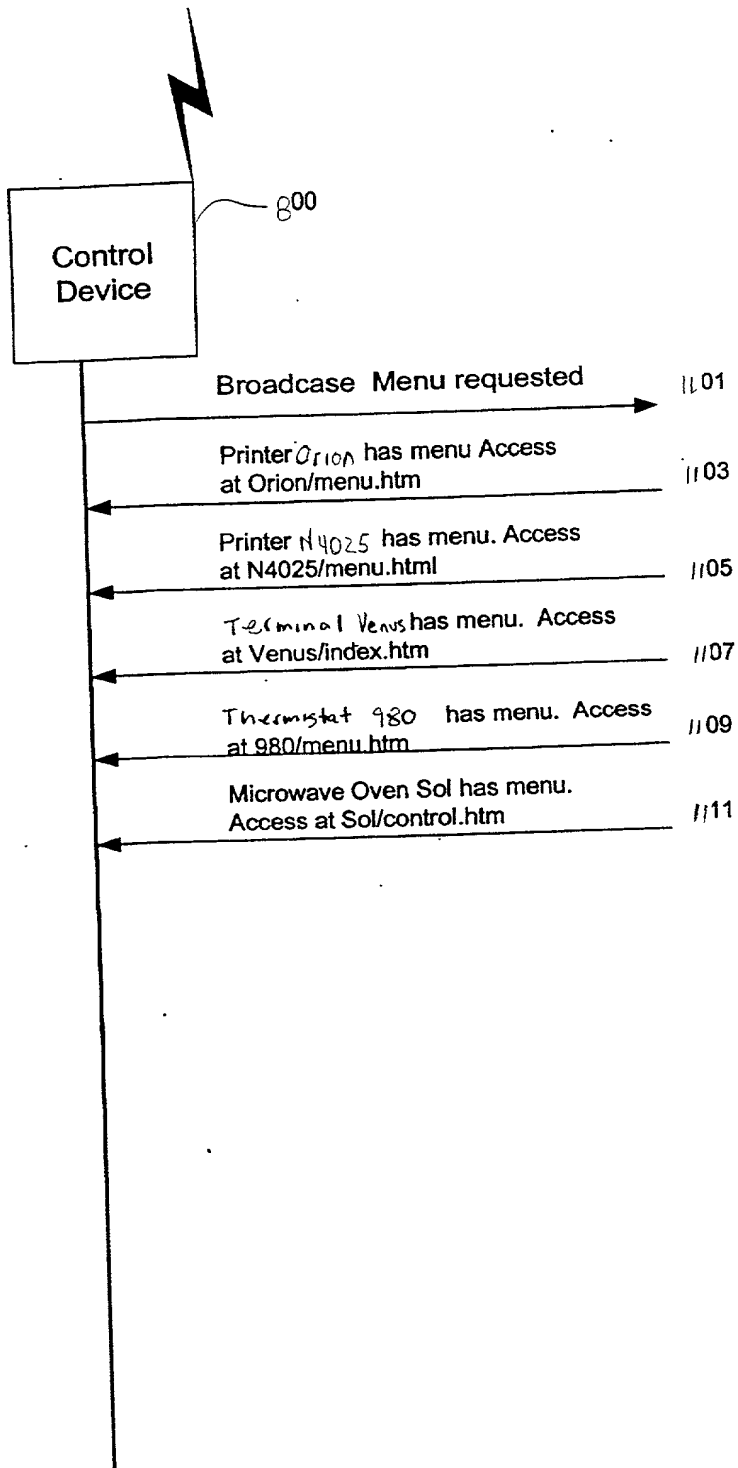 800
Control
Device
Broadcase Menu requested 1101
Printer Orion has menu Access
at Orion/menu.htm 1103
Printer N4025 has menu. Access
at N4025/menu.html 1105
Terminal Venus has menu. Access
at Venus/index.htm 1107
Thermistat 980 has menu. Access
at 980/menu.htm 1109
Microwave Oven Sol has menu.
Access at Sol/control.htm 1111